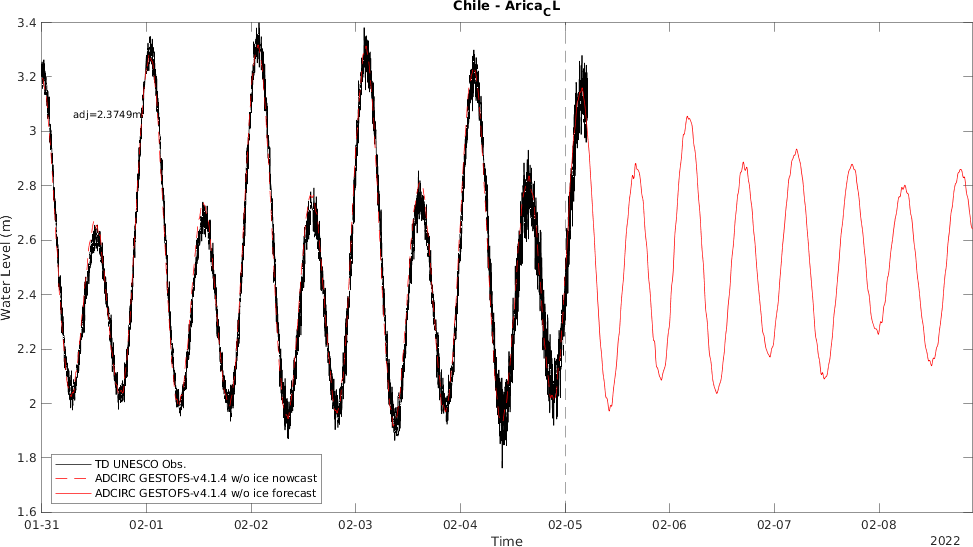 Chile - Arica_CL
3.4
3.2
3
2.8
2.6
2.4
2.2
2
1.8
1.6
Water Level (m)
adj=2.3749m
TD UNESCO Obs.
ADCIRC GESTOFS-v4.1.4 w/o ice nowcast
ADCIRC GESTOFS-v4.1.4 w/o ice forecast
01-31 02-01 02-02 02-03 02-04 02-05 02-06 02-07 02-08
Time
2022